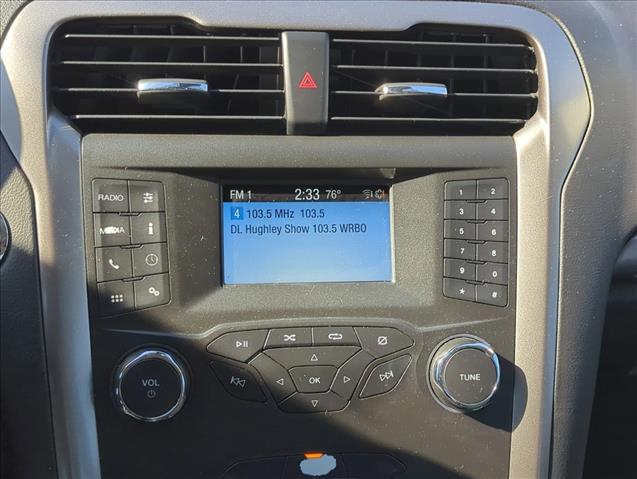 FM 1 2:33 76°
4 103.5 MHz 103.5
DL Hughley Show 103.5 WRBO
RADIO
MEDIA
i
1 2
3 4
5 6
7 8
9 0
* #
OK
VOL
TUNE